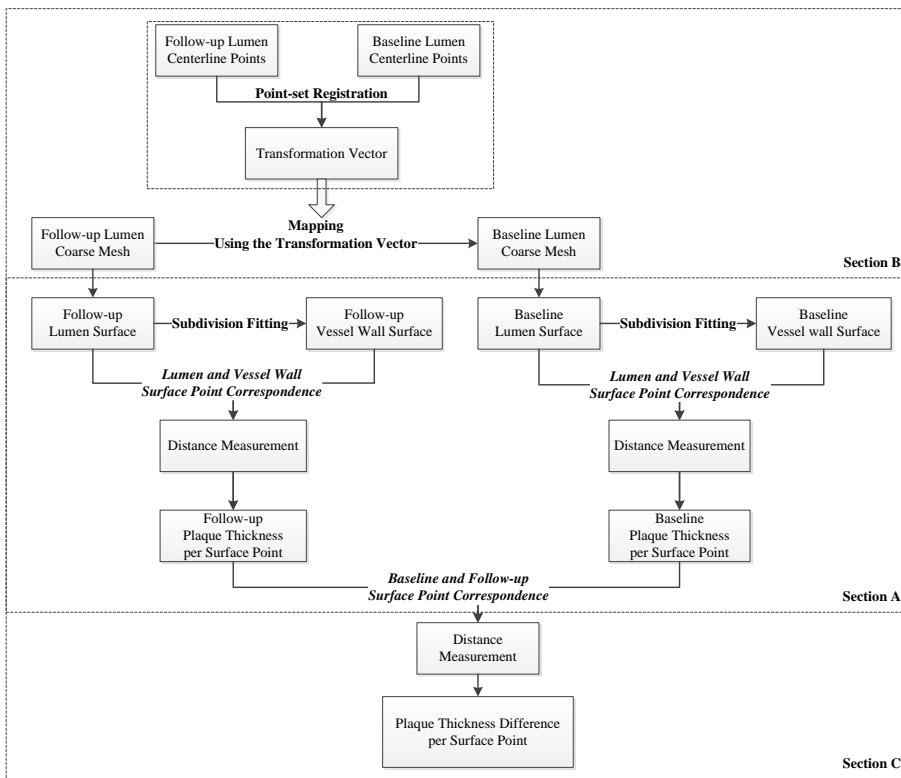 Follow-up Lumen
Centerline Points
Baseline Lumen
Centerline Points
Point-set Registration
Transformation Vector
Mapping
Using the Transformation Vector
Follow-up Lumen
Coarse Mesh
Baseline Lumen
Coarse Mesh
Section B
Follow-up
Lumen Surface
Subdivision Fitting
Follow-up
Vessel Wall Surface
Baseline
Lumen Surface
Subdivision Fitting
Baseline
Vessel wall Surface
Lumen and Vessel Wall
Surface Point Correspondence
Lumen and Vessel Wall
Surface Point Correspondence
Distance Measurement
Distance Measurement
Follow-up
Plaque Thickness
per Surface Point
Baseline
Plaque Thickness
per Surface Point
Baseline and Follow-up
Surface Point Correspondence
Section A
Distance
Measurement
Plaque Thickness Difference
per Surface Point
Section C